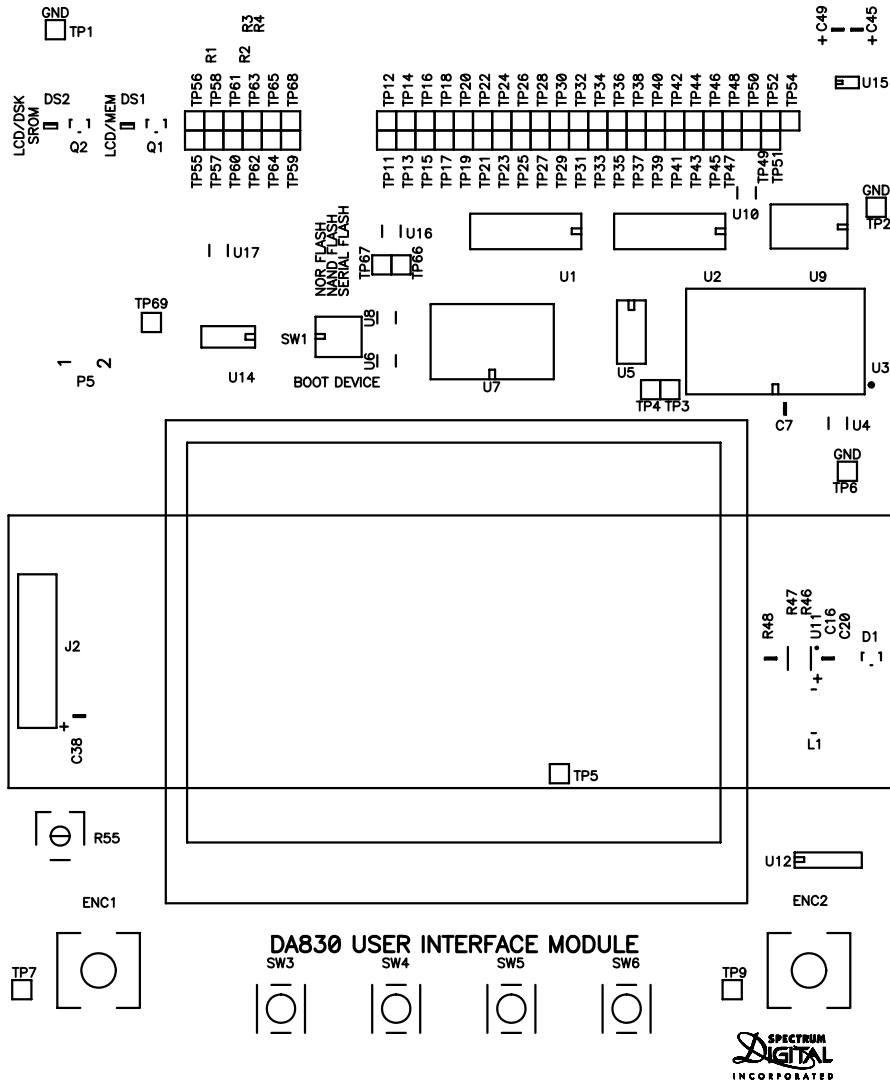 GND
TP1
R3
R4
R1
R2
C49
+
C45
+
LCD/DSK
SROM
DS2
Q2
LCD/MEM
DS1
Q1
TP56 TP58 TP61 TP63 TP65 TP68
TP55 TP57 TP60 TP62 TP64 TP59
TP12 TP14 TP16 TP18 TP20 TP22 TP24 TP26 TP28 TP30 TP32 TP34 TP36 TP38 TP40 TP42 TP44 TP46 TP48 TP50 TP52 TP54
TP11 TP13 TP15 TP17 TP19 TP21 TP23 TP25 TP27 TP29 TP31 TP33 TP35 TP37 TP39 TP41 TP43 TP45 TP47 TP49 TP51
U15
U10
GND
TP2
U17
NOR FLASH
NAND FLASH
SERIAL FLASH
U16
TP67
TP66
U1
U2
U9
TP69
U14
SW1
U8
U6
BOOT DEVICE
U7
U5
U3
1
2
P5
TP4
TP3
C7
U4
GND
TP6
J2
+
C38
R48
R47
R46
U11
C16
C20
D1
+
L1
TP5
R55
U12
ENC1
ENC2
DA830 USER INTERFACE MODULE
SW3
SW4
SW5
SW6
TP7
TP9
SPECTRUM
DIGITAL
INCORPORATED